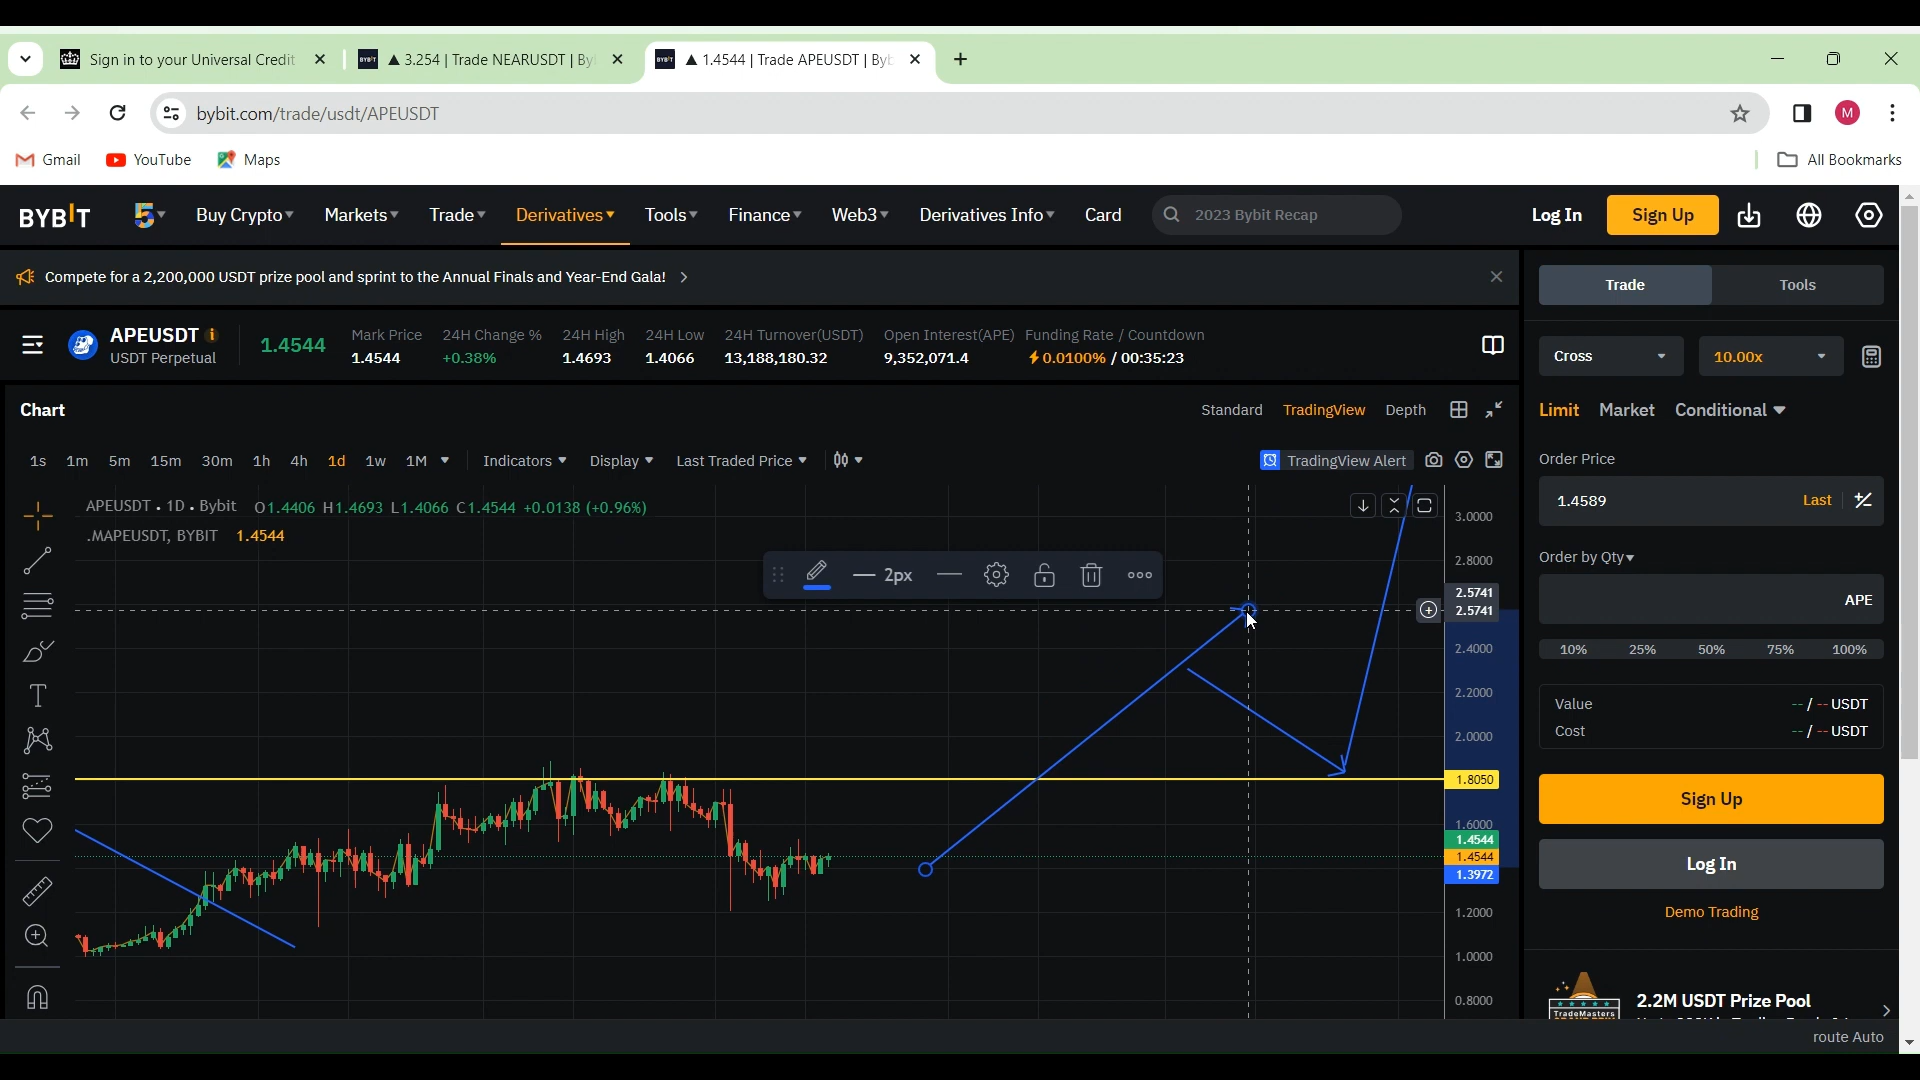 Sign in to your Universal Credit
▲ 3.254 | Trade NEARUSDT | By
▲ 1.4544 | Trade APEUSDT | Byb
bybit.com/trade/usdt/APEUSDT
M
Gmail YouTube Maps All Bookmarks
BYBIT 5 Buy Crypto Markets Trade Derivatives Tools Finance Web3 Derivatives Info Card 2023 Bybit Recap Log In Sign Up
Compete for a 2,200,000 USDT prize pool and sprint to the Annual Finals and Year-End Gala!
APEUSDT
USDT Perpetual
1.4544
Mark Price
1.4544
24H Change %
+0.38%
24H High
1.4693
24H Low
1.4066
24H Turnover(USDT)
13,188,180.32
Open Interest(APE)
9,352,071.4
Funding Rate / Countdown
0.0100% / 00:35:23
Chart
Standard TradingView Depth
1s 1m 5m 15m 30m 1h 4h 1d 1w 1M Indicators Display Last Traded Price
TradingView Alert
APEUSDT • 1D • Bybit O1.4406 H1.4693 L1.4066 C1.4544 +0.0138 (+0.96%)
.MAPEUSDT, BYBIT 1.4544
2px
3.0000
2.8000
2.5741
2.5741
2.4000
2.2000
2.0000
1.8050
1.6000
1.4544
1.4544
1.3972
1.2000
1.0000
0.8000
Trade Tools
Cross 10.00x
Limit Market Conditional
Order Price
1.4589 Last
Order by Qty
APE
10% 25% 50% 75% 100%
Value -- / -- USDT
Cost -- / -- USDT
Sign Up
Log In
Demo Trading
2.2M USDT Prize Pool
TradeMasters
route Auto